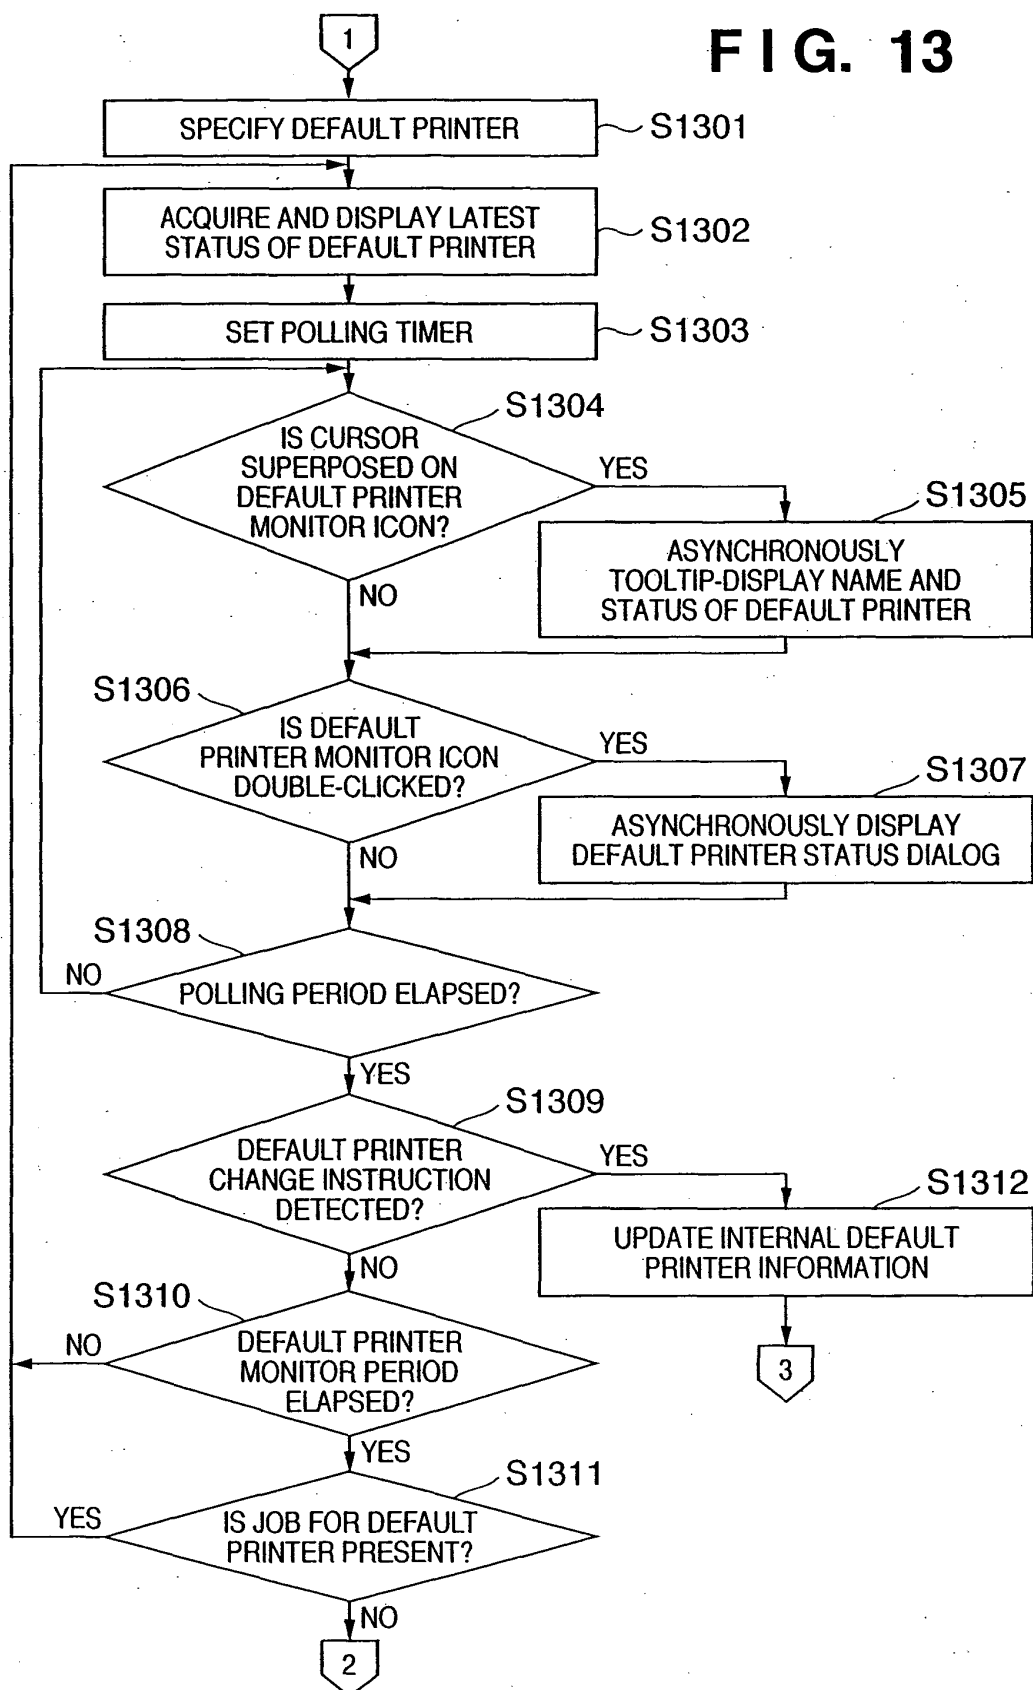 1
F I G. 13
SPECIFY DEFAULT PRINTER
S1301
ACQUIRE AND DISPLAY LATEST
STATUS OF DEFAULT PRINTER
S1302
SET POLLING TIMER
S1303
S1304
IS CURSOR
SUPERPOSED ON
DEFAULT PRINTER
MONITOR ICON?
YES
NO
S1305
ASYNCHRONOUSLY
TOOLTIP-DISPLAY NAME AND
STATUS OF DEFAULT PRINTER
S1306
IS DEFAULT
PRINTER MONITOR ICON
DOUBLE-CLICKED?
YES
NO
S1307
ASYNCHRONOUSLY DISPLAY
DEFAULT PRINTER STATUS DIALOG
S1308
NO
POLLING PERIOD ELAPSED?
YES
S1309
DEFAULT PRINTER
CHANGE INSTRUCTION
DETECTED?
YES
NO
S1312
UPDATE INTERNAL DEFAULT
PRINTER INFORMATION
3
S1310
NO
DEFAULT PRINTER
MONITOR PERIOD
ELAPSED?
YES
S1311
YES
IS JOB FOR DEFAULT
PRINTER PRESENT?
NO
2